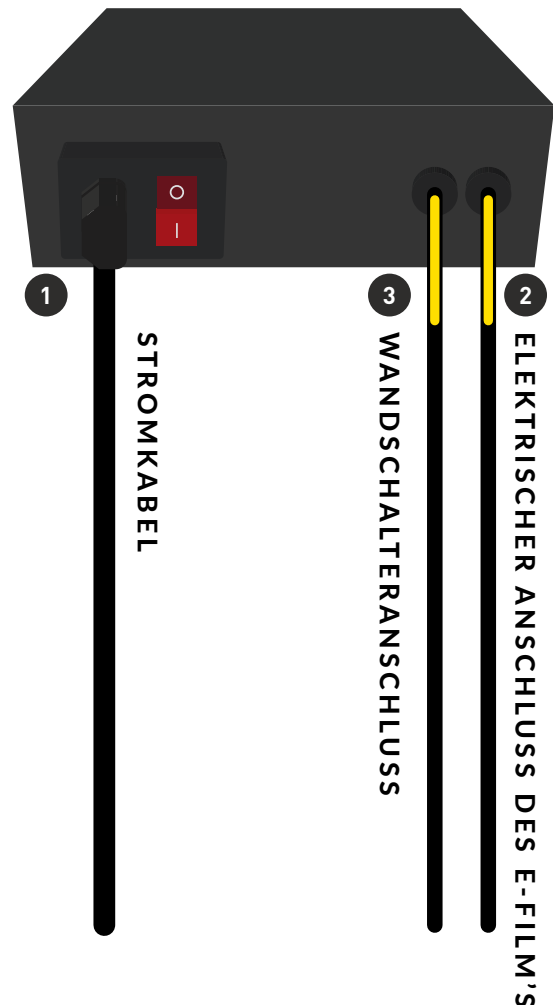 O
I
1
STROMKABEL
3
WANDSCHALTERANSCHLUSS
2
ELEKTRISCHER ANSCHLUSS DES E-FILM'S